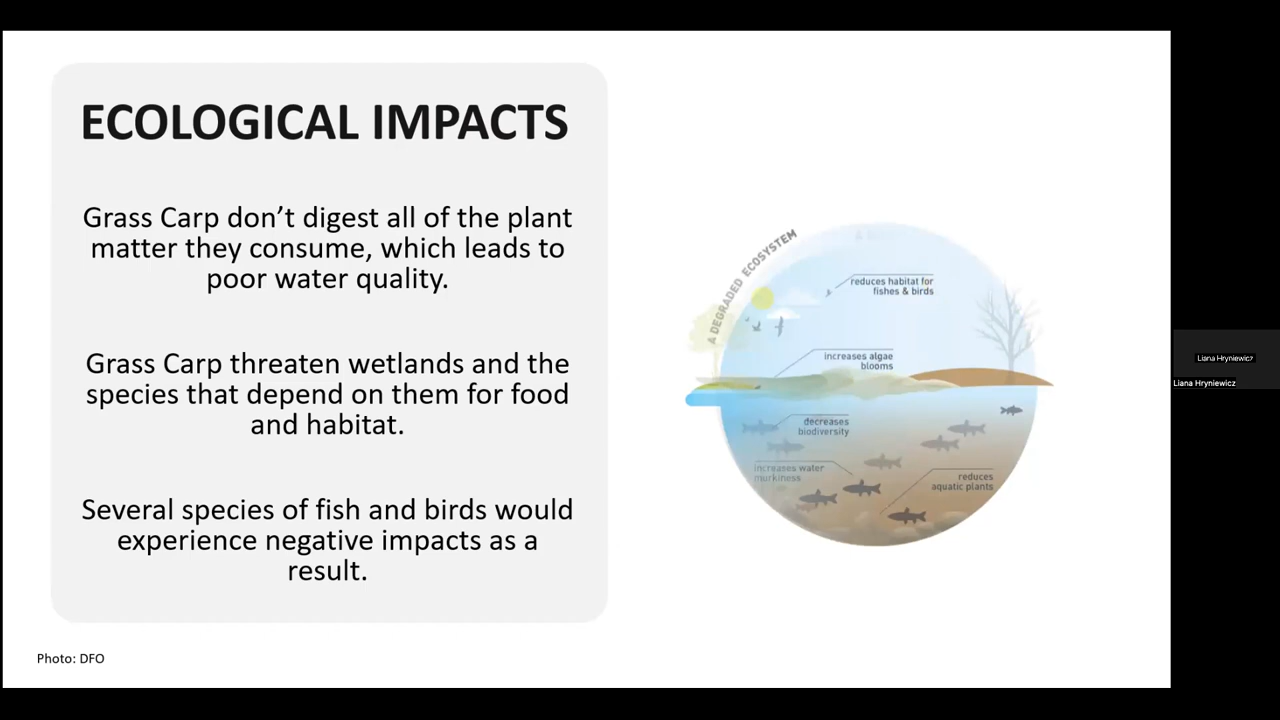 ECOLOGICAL IMPACTS
Grass Carp don’t digest all of the plant
matter they consume, which leads to
poor water quality.
Grass Carp threaten wetlands and the
species that depend on them for food
and habitat.
Several species of fish and birds would
experience negative impacts as a
result.
Photo: DFO
A DEGRADED ECOSYSTEM
reduces habitat for
fishes & birds
increases algae
blooms
decreases
biodiversity
increases water
murkiness
reduces
aquatic plants
Liana Hryniewicz
Liana Hryniewicz